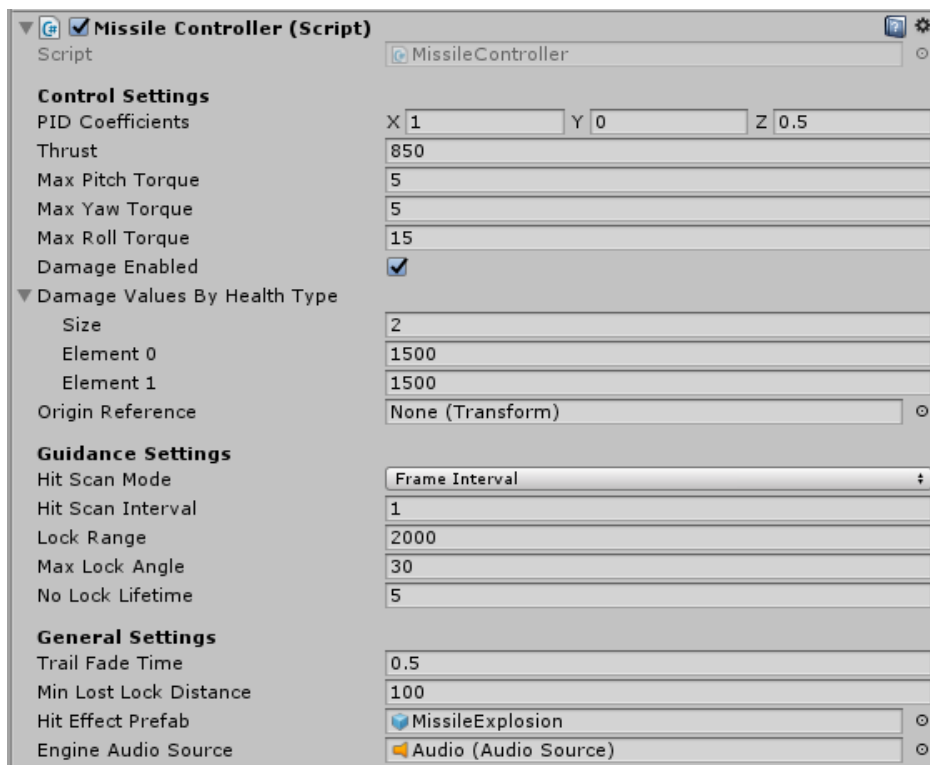 Missile Controller (Script)
Script MissileController
Control Settings
PID Coefficients X 1 Y 0 Z 0.5
Thrust 850
Max Pitch Torque 5
Max Yaw Torque 5
Max Roll Torque 15
Damage Enabled
Damage Values By Health Type
Size 2
Element 0 1500
Element 1 1500
Origin Reference None (Transform)
Guidance Settings
Hit Scan Mode Frame Interval
Hit Scan Interval 1
Lock Range 2000
Max Lock Angle 30
No Lock Lifetime 5
General Settings
Trail Fade Time 0.5
Min Lost Lock Distance 100
Hit Effect Prefab MissileExplosion
Engine Audio Source Audio (Audio Source)